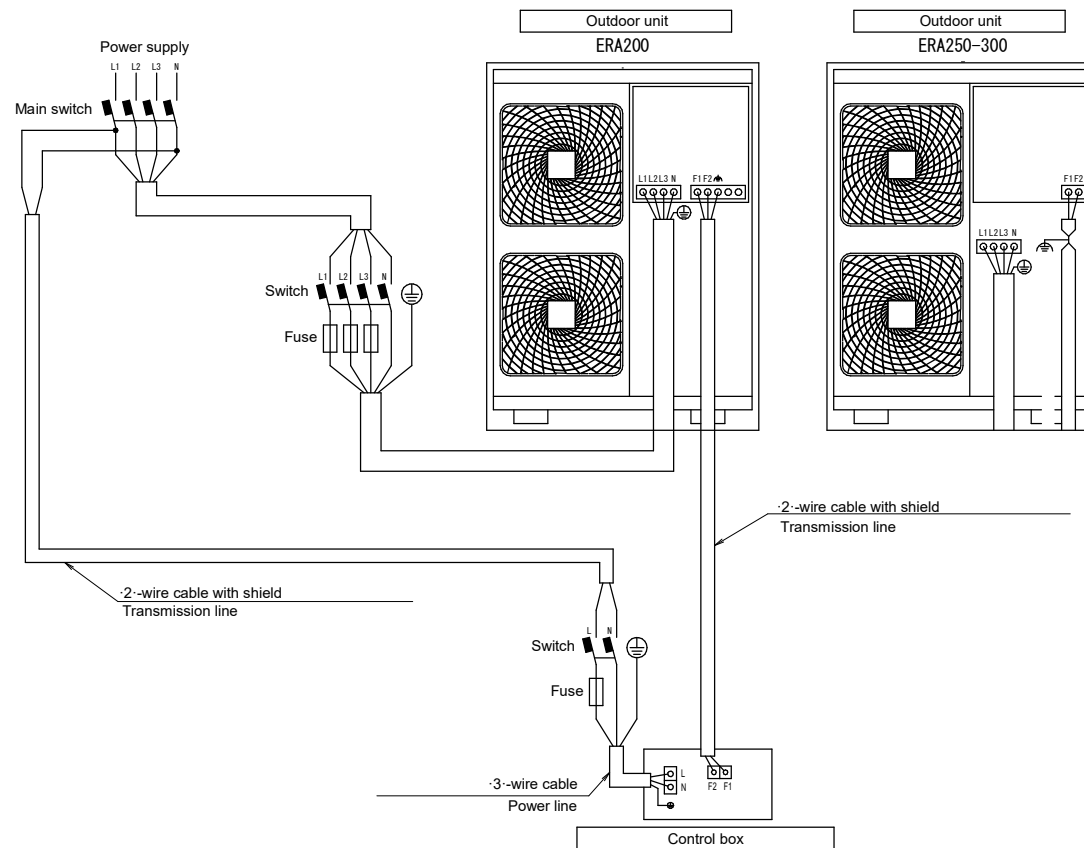 Outdoor unit
Outdoor unit
ERA200
ERA250-300
Power supply
L1 L2 L3 N
Main switch
L1 L2 L3 N
F1 F2
F1 F2
L1 L2 L3 N
L1 L2 L3 N
Switch
Fuse
·2·-wire cable with shield
Transmission line
·2·-wire cable with shield
Transmission line
L N
Switch
Fuse
L
N
F2 F1
·3·-wire cable
Power line
Control box